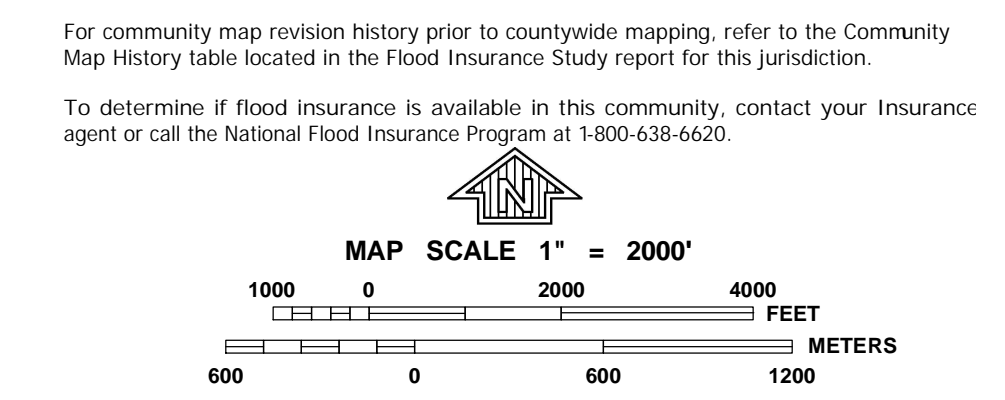 For community map revision history prior to countywide mapping, refer to the Community
Map History table located in the Flood Insurance Study report for this jurisdiction.
To determine if flood insurance is available in this community, contact your Insurance
agent or call the National Flood Insurance Program at 1-800-638-6620.
N
MAP SCALE 1" = 2000'
1000 0 2000 4000
FEET
METERS
600 0 600 1200